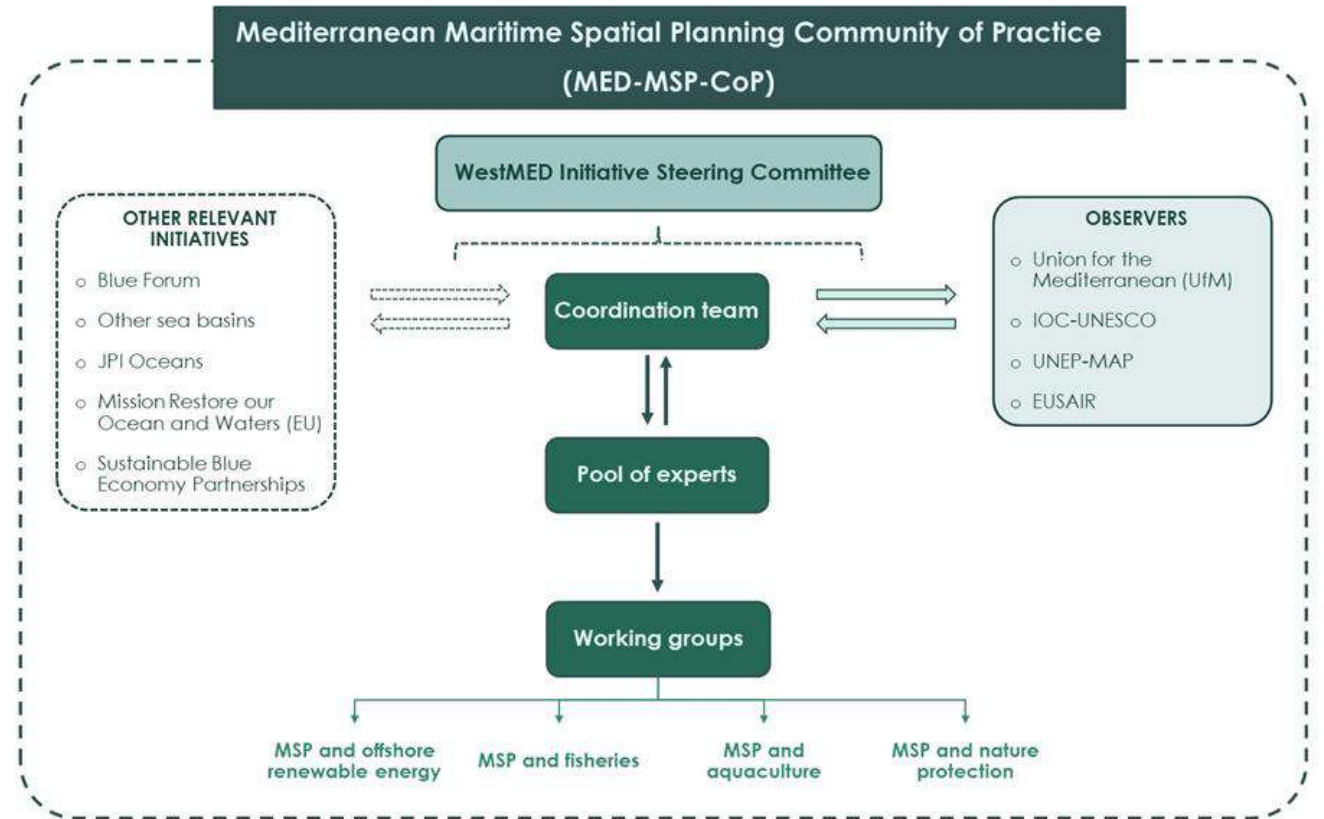 Mediterranean Maritime Spatial Planning Community of Practice
(MED-MSP-CoP)
WestMED Initiative Steering Committee
OTHER RELEVANT
INITIATIVES
Blue Forum
Other sea basins
JPI Oceans
Mission Restore our
Ocean and Waters (EU)
Sustainable Blue
Economy Partnerships
Coordination team
Pool of experts
Working groups
OBSERVERS
Union for the
Mediterranean (UfM)
IOC-UNESCO
UNEP-MAP
EUSAIR
MSP and offshore
renewable energy
MSP and fisheries
MSP and
aquaculture
MSP and nature
protection